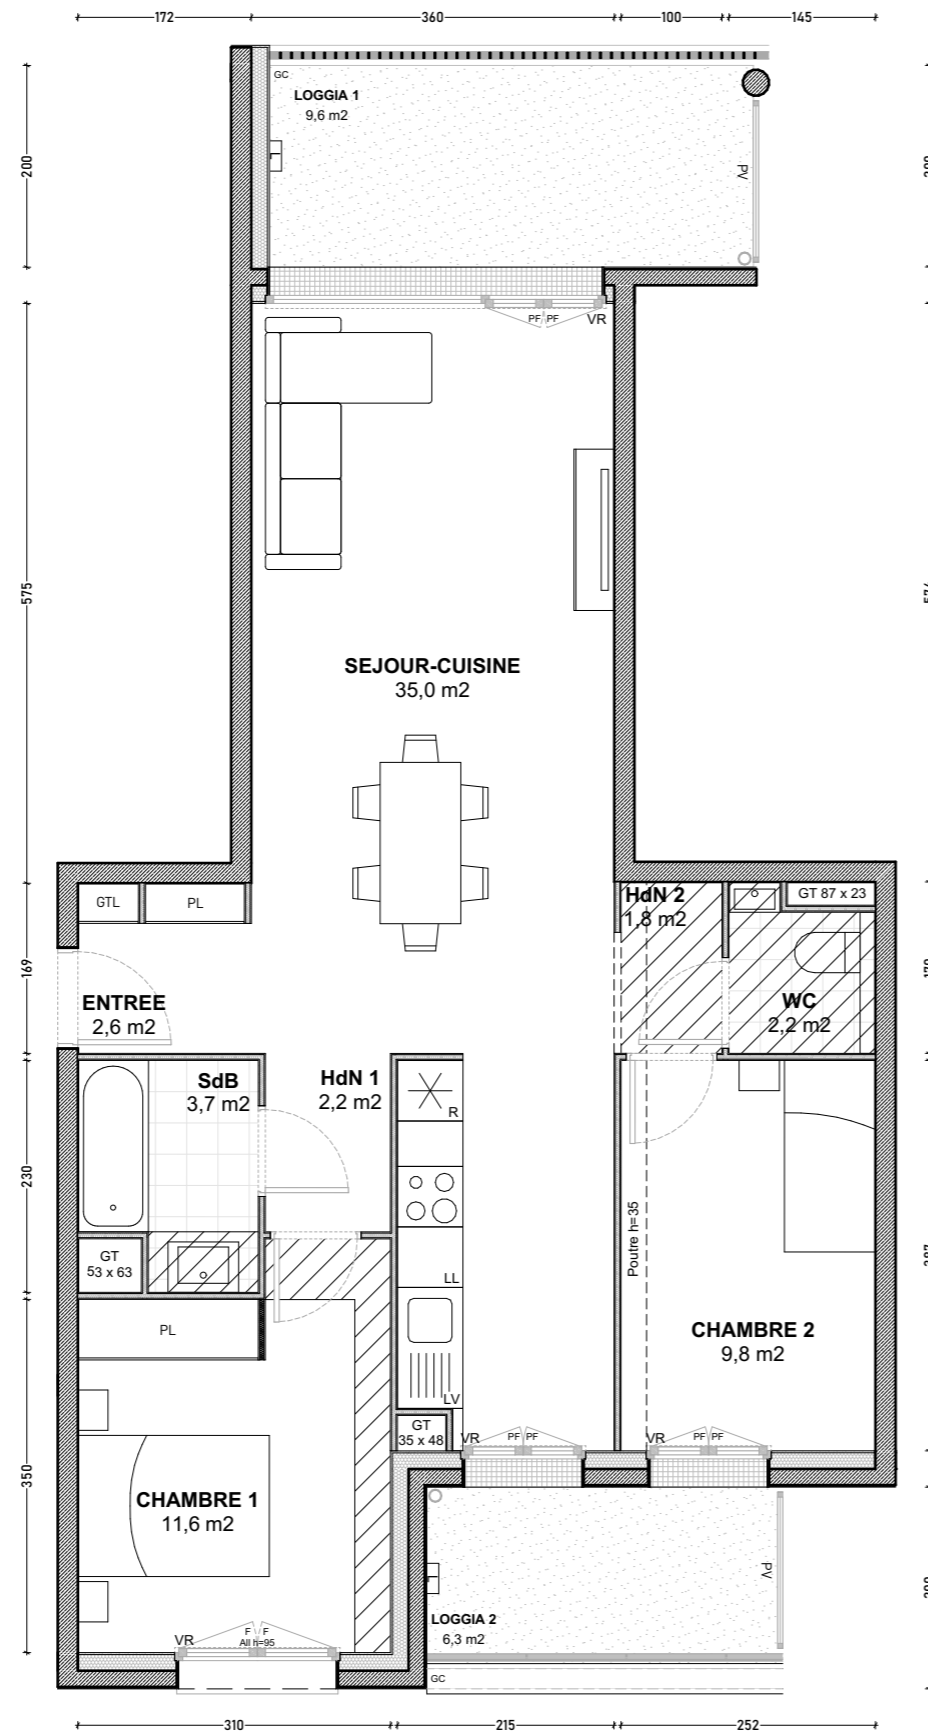 172 360 100 145
GC
LOGGIA 1
9,6 m2
200
PV
PF PF VR
575
SEJOUR-CUISINE
35,0 m2
GTL PL
HdN 2
1,8 m2
GT 87 x 23
169
ENTREE
2,6 m2
WC
2,2 m2
SdB
3,7 m2
HdN 1
2,2 m2
R
230
GT
53 x 63
LL
Poutre h=35
PL
CHAMBRE 2
9,8 m2
LV
GT
35 x 48
VR PF PF
VR PF PF
350
CHAMBRE 1
11,6 m2
PV
LOGGIA 2
6,3 m2
VR F F
All h=95
GC
310 215 252